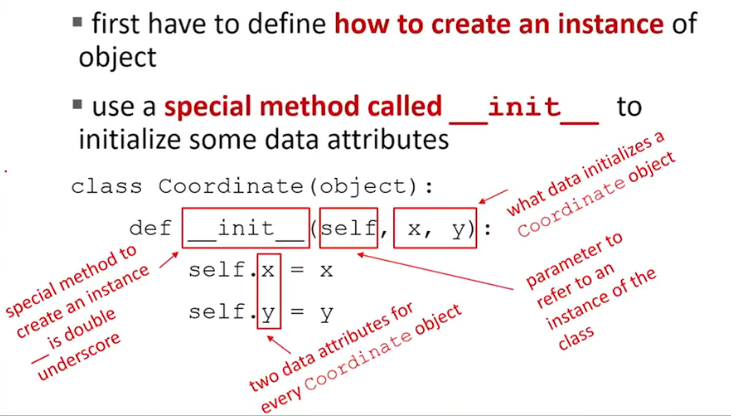 ▪ first have to define how to create an instance of
object
▪ use a special method called __init__ to
initialize some data attributes
class Coordinate(object):
def __init__(self, x, y):
self.x = x
self.y = y
what data initializes a
Coordinate object
special method to
create an instance
__ is double
underscore
parameter to
refer to an
instance of the
class
two data attributes for
every Coordinate object